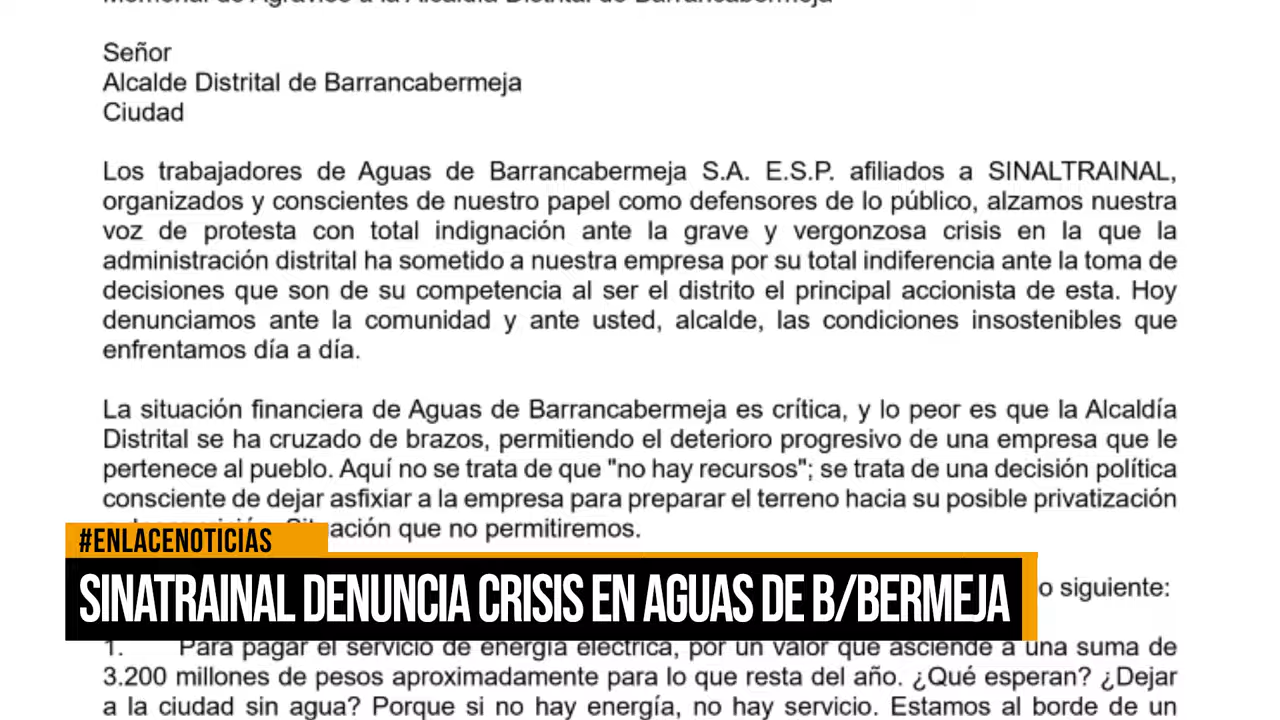 Memorial de Agravios a la Alcaldía Distrital de Barrancabermeja
Señor
Alcalde Distrital de Barrancabermeja
Ciudad
Los trabajadores de Aguas de Barrancabermeja S.A. E.S.P. afiliados a SINALTRAINAL,
organizados y conscientes de nuestro papel como defensores de lo público, alzamos nuestra
voz de protesta con total indignación ante la grave y vergonzosa crisis en la que la
administración distrital ha sometido a nuestra empresa por su total indiferencia ante la toma de
decisiones que son de su competencia al ser el distrito el principal accionista de esta. Hoy
denunciamos ante la comunidad y ante usted, alcalde, las condiciones insostenibles que
enfrentamos día a día.
La situación financiera de Aguas de Barrancabermeja es crítica, y lo peor es que la Alcaldía
Distrital se ha cruzado de brazos, permitiendo el deterioro progresivo de una empresa que le
pertenece al pueblo. Aquí no se trata de que "no hay recursos"; se trata de una decisión política
consciente de dejar asfixiar a la empresa para preparar el terreno hacia su posible privatización
Situación que no permitiremos.
#ENLACENOTICIAS
SINATRAINAL DENUNCIA CRISIS EN AGUAS DE B/BERMEJA
o siguiente:
1. Para pagar el servicio de energía eléctrica, por un valor que asciende a una suma de
3.200 millones de pesos aproximadamente para lo que resta del año. ¿Qué esperan? ¿Dejar
a la ciudad sin agua? Porque si no hay energía, no hay servicio. Estamos al borde de un